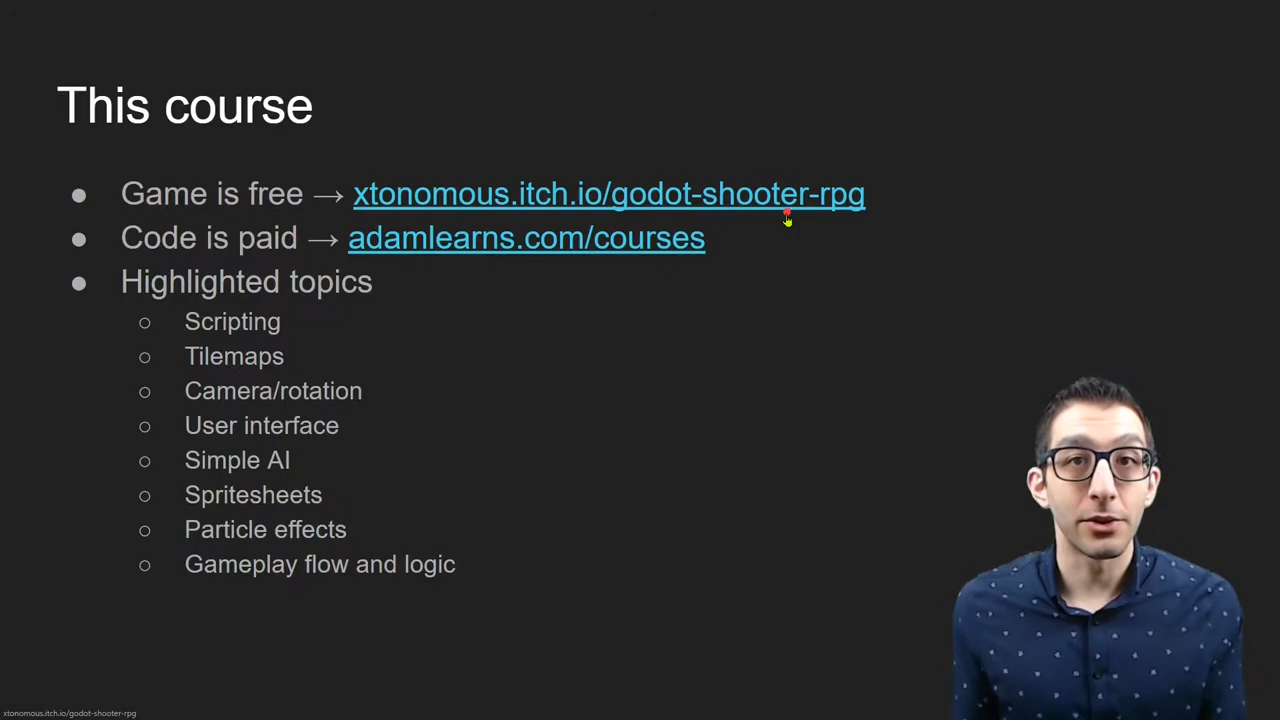 This course
● Game is free → xtonomous.itch.io/godot-shooter-rpg
● Code is paid → adamlearns.com/courses
● Highlighted topics
○ Scripting
○ Tilemaps
○ Camera/rotation
○ User interface
○ Simple AI
○ Spritesheets
○ Particle effects
○ Gameplay flow and logic
xtonomous.itch.io/godot-shooter-rpg